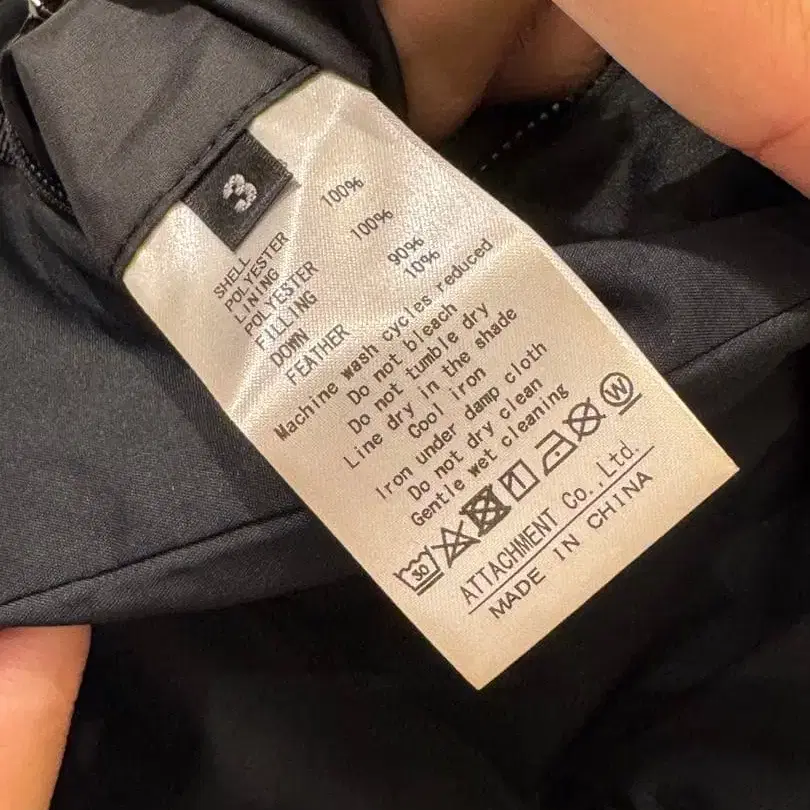 3
SHELL
POLYESTER 100%
LINING
POLYESTER 100%
FILLING
DOWN 90%
FEATHER 10%
Machine wash cycles reduced
Do not bleach
Do not tumble dry
Line dry in the shade
Cool iron
Iron under damp cloth
Do not dry clean
Gentle wet cleaning
30 W
ATTACHMENT Co.,Ltd.
MADE IN CHINA